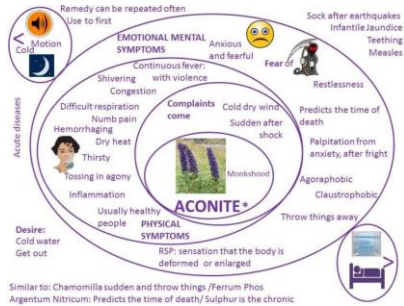 Remedy can be repeated often
Use to first
<
Motion
Cold
EMOTIONAL MENTAL
SYMPTOMS
Anxious
and fearful
Fear of
Sock after earthquakes
Infantile Jaundice
Teething
Measles
Restlessness
Continuous fever:
with violence
Shivering
Congestion
Complaints
come
Cold dry wind
Sudden after
shock
Predicts the time of
death
Difficult respiration
Numb pain
Hemorrhaging
Dry heat
Thirsty
Tossing in agony
Inflammation
Usually healthy
people
PHYSICAL
SYMPTOMS
Acute diseases
Palpitation from
anxiety, after fright
Agoraphobic
Claustrophobic
Throw things away
Monkshood
ACONITE*
Desire:
Cold water
Get out
RSP: sensation that the body is
deformed or enlarged
>
Similar to: Chamomilla sudden and throw things /Ferrum Phos
Argentum Nitricum: Predicts the time of death/ Sulphur is the chronic